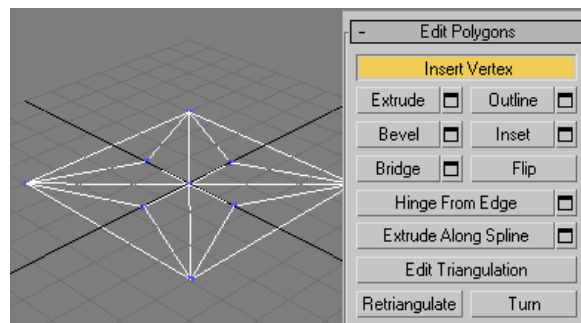 - Edit Polygons
Insert Vertex
Extrude Outline
Bevel Inset
Bridge Flip
Hinge From Edge
Extrude Along Spline
Edit Triangulation
Retriangulate Turn